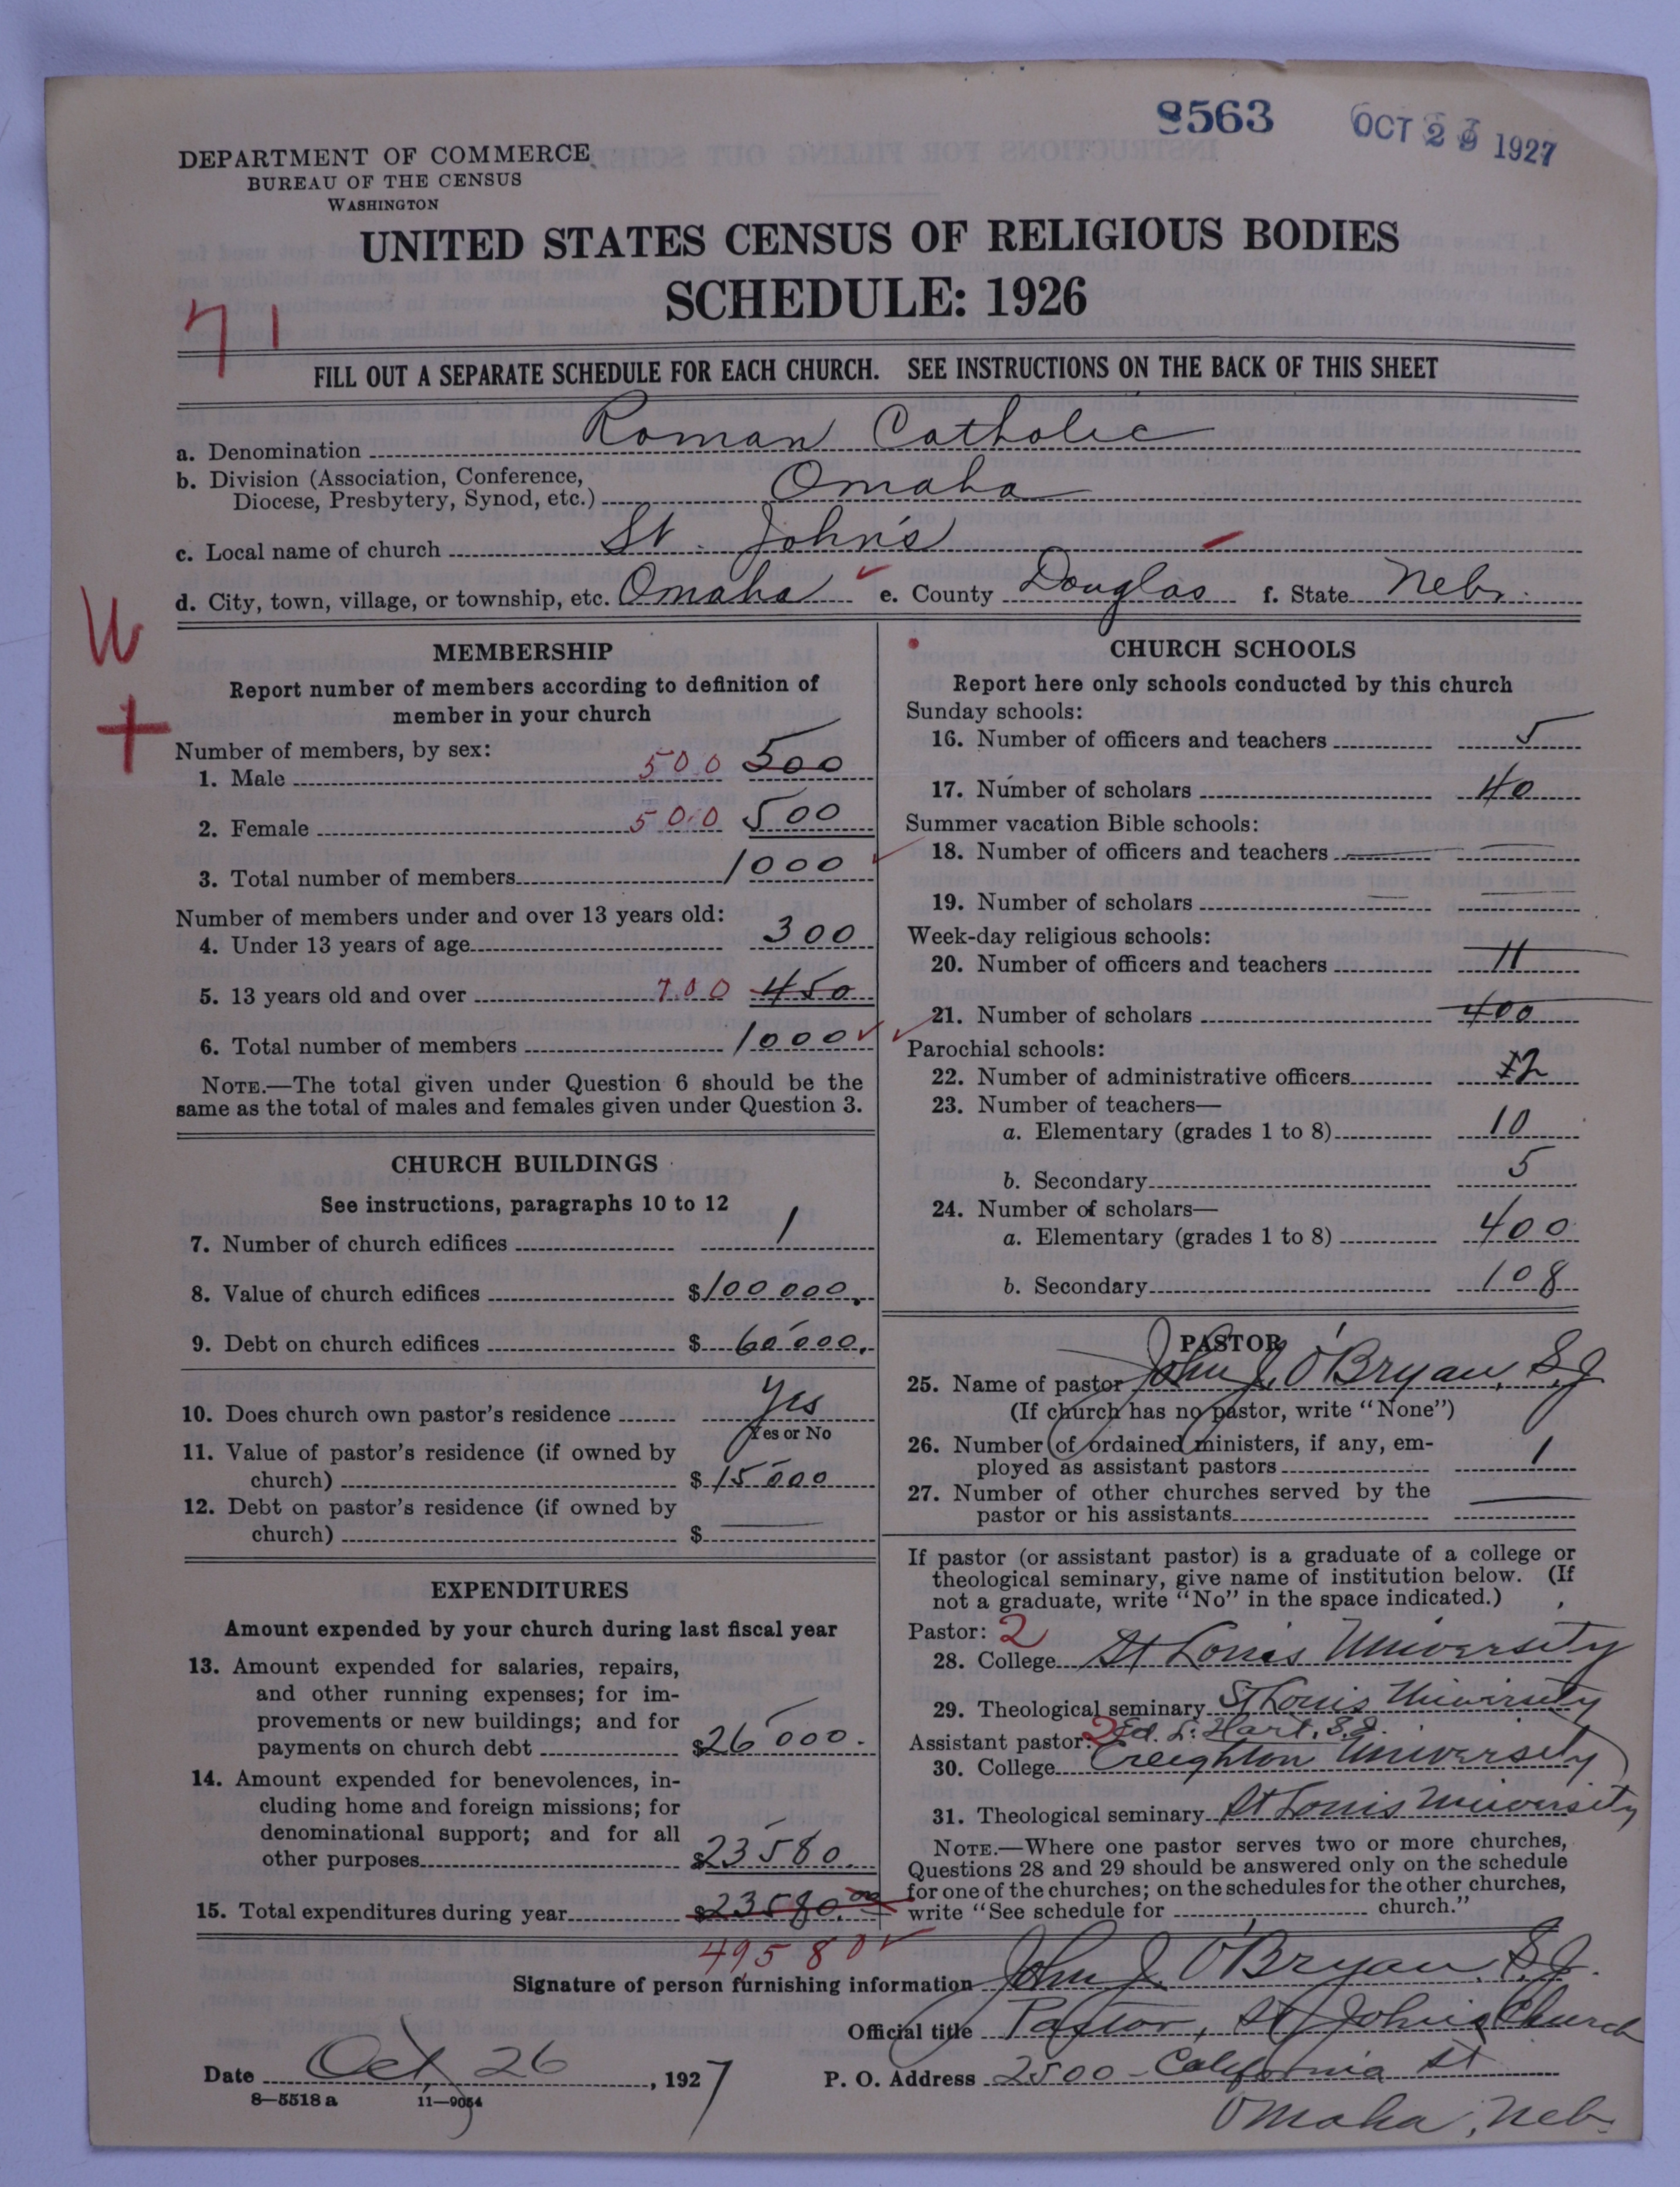 8563 OCT 29 1927
DEPARTMENT OF COMMERCE
BUREAU OF THE CENSUS
WASHINGTON
UNITED STATES CENSUS OF RELIGIOUS BODIES
SCHEDULE: 1926
71
FILL OUT A SEPARATE SCHEDULE FOR EACH CHURCH. SEE INSTRUCTIONS ON THE BACK OF THIS SHEET
a. Denomination Roman Catholic
b. Division (Association, Conference,
Diocese, Presbytery, Synod, etc.) Omaha
c. Local name of church St. John's
d. City, town, village, or township, etc. Omaha e. County Douglas f. State Nebr.
W
+
MEMBERSHIP
Report number of members according to definition of
member in your church
Number of members, by sex:
1. Male 500 500
2. Female 500 500
3. Total number of members 1000
Number of members under and over 13 years old:
4. Under 13 years of age 300
5. 13 years old and over 700 450
6. Total number of members 1000
NOTE.—The total given under Question 6 should be the
same as the total of males and females given under Question 3.
CHURCH BUILDINGS
See instructions, paragraphs 10 to 12
7. Number of church edifices 1
8. Value of church edifices $100000.
9. Debt on church edifices $60000.
10. Does church own pastor's residence Yes
Yes or No
11. Value of pastor's residence (if owned by
church) $15000
12. Debt on pastor's residence (if owned by
church) $ —
EXPENDITURES
Amount expended by your church during last fiscal year
13. Amount expended for salaries, repairs,
and other running expenses; for im-
provements or new buildings; and for
payments on church debt $26000.
14. Amount expended for benevolences, in-
cluding home and foreign missions; for
denominational support; and for all
other purposes $23580.
15. Total expenditures during year $23580.00
49580
CHURCH SCHOOLS
Report here only schools conducted by this church
Sunday schools:
16. Number of officers and teachers 5
17. Number of scholars 40
Summer vacation Bible schools:
18. Number of officers and teachers —
19. Number of scholars —
Week-day religious schools:
20. Number of officers and teachers 11
21. Number of scholars 400
Parochial schools:
22. Number of administrative officers 2
23. Number of teachers—
a. Elementary (grades 1 to 8) 10
b. Secondary 5
24. Number of scholars—
a. Elementary (grades 1 to 8) 400
b. Secondary 108
PASTOR
25. Name of pastor John J. O'Bryan, S.J.
(If church has no pastor, write "None")
26. Number of ordained ministers, if any, em-
ployed as assistant pastors 1
27. Number of other churches served by the
pastor or his assistants —
If pastor (or assistant pastor) is a graduate of a college or
theological seminary, give name of institution below. (If
not a graduate, write "No" in the space indicated.)
Pastor: 2
28. College St Louis University
29. Theological seminary St Louis University
Assistant pastor: 2 Ed. L. Hart, S.J.
30. College Creighton University
31. Theological seminary St Louis University
NOTE.—Where one pastor serves two or more churches,
Questions 28 and 29 should be answered only on the schedule
for one of the churches; on the schedules for the other churches,
write "See schedule for church."
Signature of person furnishing information John J. O'Bryan, S.J.
Official title Pastor, St John's Church
Date Oct, 26, 1927 P. O. Address 2500 - California St
Omaha, Neb.
8—5518 a 11—9054